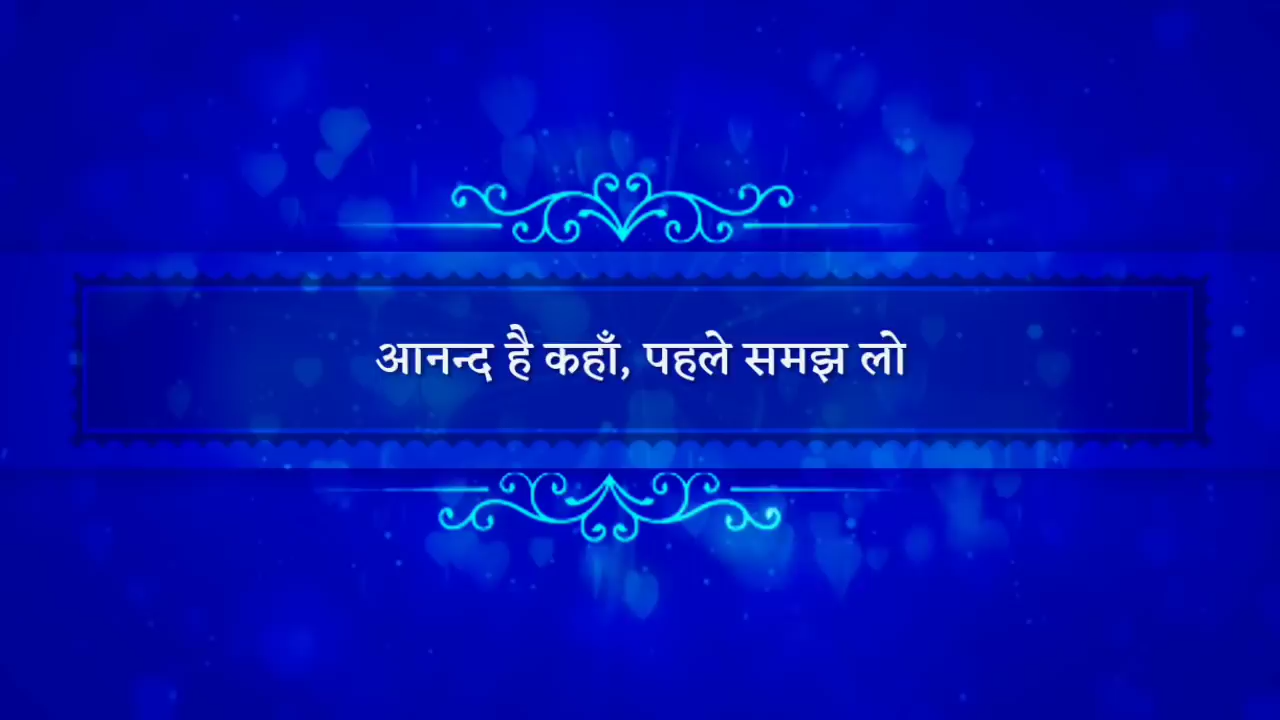 आनन्द है कहाँ, पहले समझ लो